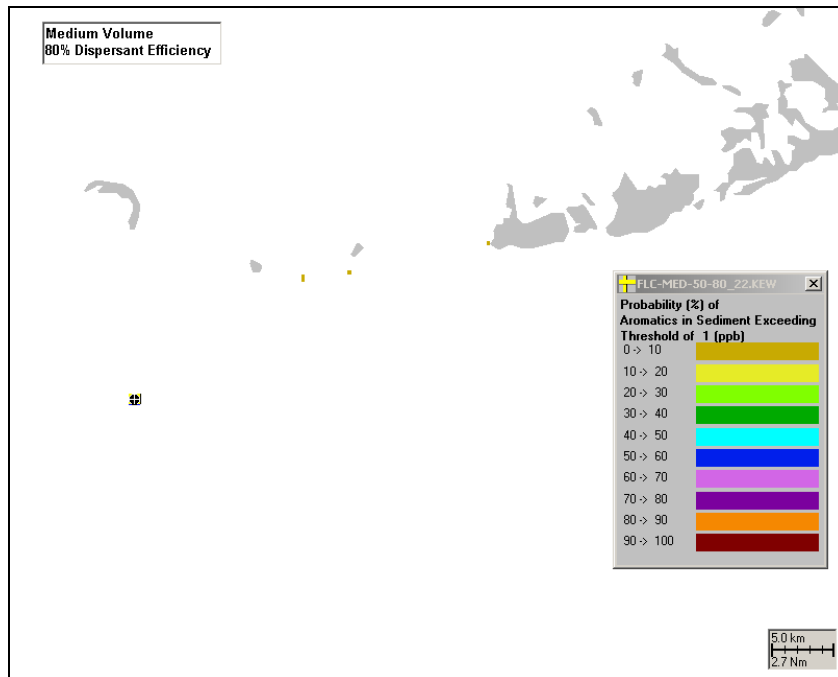 Medium Volume
80% Dispersant Efficiency
FLC-MED-50-80_22.KEW
Probability (%) of
Aromatics in Sediment Exceeding
Threshold of 1 (ppb)
0 -> 10
10 -> 20
20 -> 30
30 -> 40
40 -> 50
50 -> 60
60 -> 70
70 -> 80
80 -> 90
90 -> 100
5.0 km
2.7 Nm